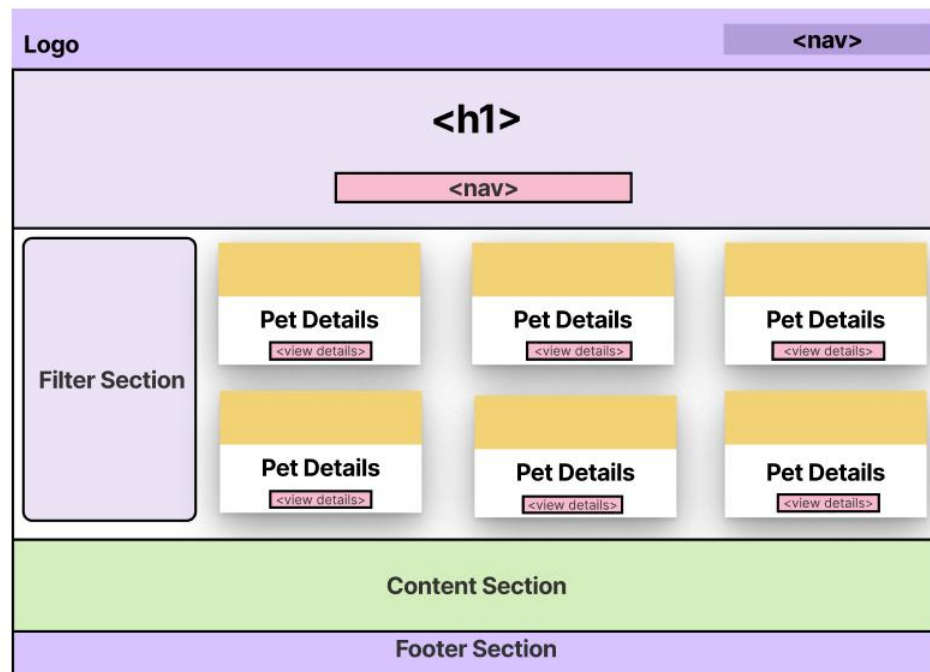 Logo
<nav>
<h1>
<nav>
Filter Section
Pet Details
<view details>
Pet Details
<view details>
Pet Details
<view details>
Pet Details
<view details>
Pet Details
<view details>
Pet Details
<view details>
Content Section
Footer Section